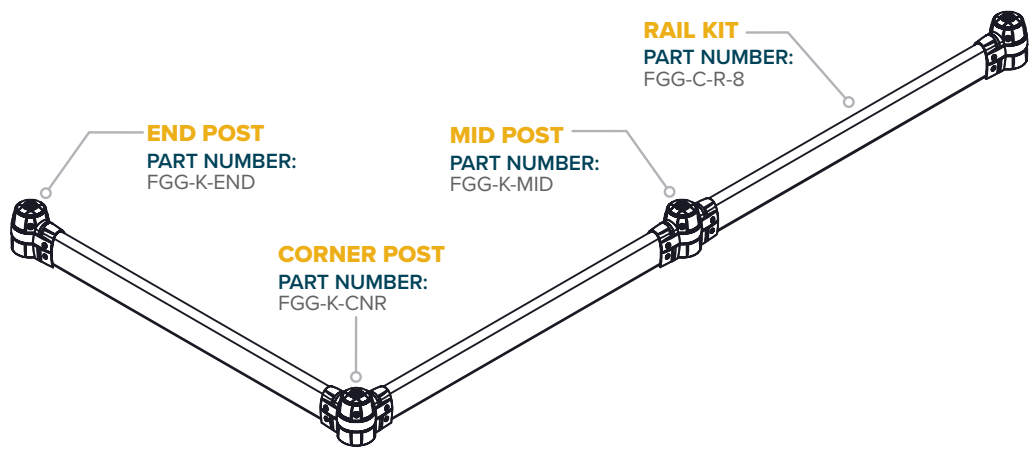 RAIL KIT
PART NUMBER:
FGG-C-R-8
END POST
PART NUMBER:
FGG-K-END
MID POST
PART NUMBER:
FGG-K-MID
CORNER POST
PART NUMBER:
FGG-K-CNR